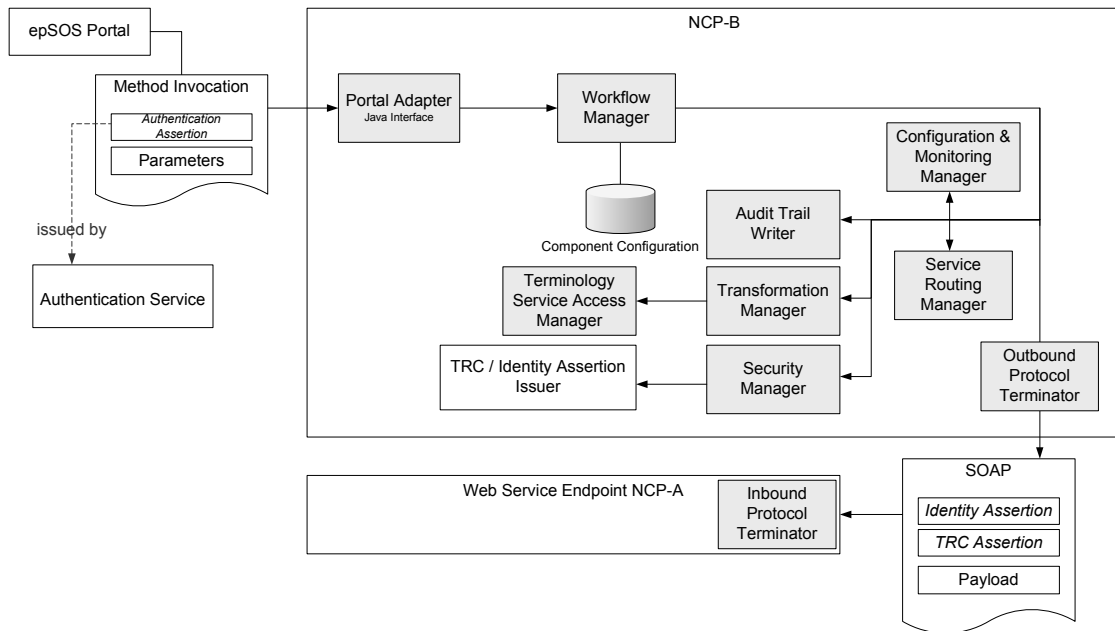 epSOS Portal
NCP-B
Method Invocation
Authentication
Assertion
Parameters
issued by
Authentication Service
Portal Adapter
Java Interface
Workflow
Manager
Component Configuration
Configuration &
Monitoring
Manager
Audit Trail
Writer
Service
Routing
Manager
Terminology
Service Access
Manager
Transformation
Manager
TRC / Identity Assertion
Issuer
Security
Manager
Outbound
Protocol
Terminator
Web Service Endpoint NCP-A
Inbound
Protocol
Terminator
SOAP
Identity Assertion
TRC Assertion
Payload